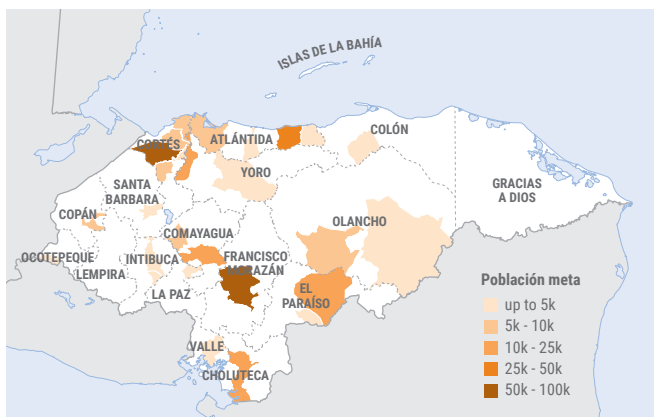 ISLAS DE LA BAHÍA
CORTÉS
ATLÁNTIDA
COLÓN
YORO
GRACIAS
A DIOS
SANTA
BARBARA
COPÁN
OLANCHO
COMAYAGUA
OCOTEPEQUE
INTIBUCA
FRANCISCO
MORAZÁN
LEMPIRA
LA PAZ
EL
PARAÍSO
VALLE
CHOLUTECA
Población meta
up to 5k
5k - 10k
10k - 25k
25k - 50k
50k - 100k